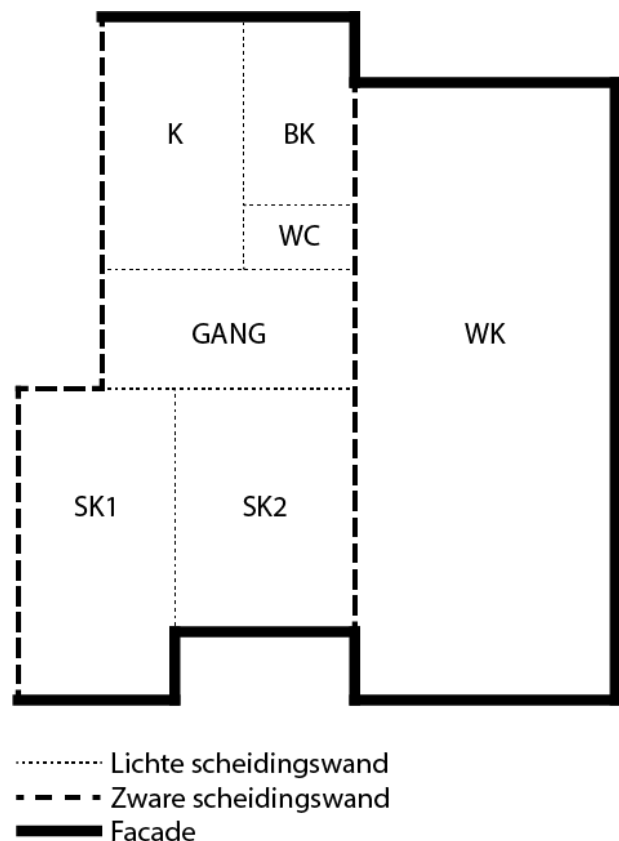 K
BK
WC
GANG
WK
SK1
SK2
Lichte scheidingswand
Zware scheidingswand
Facade